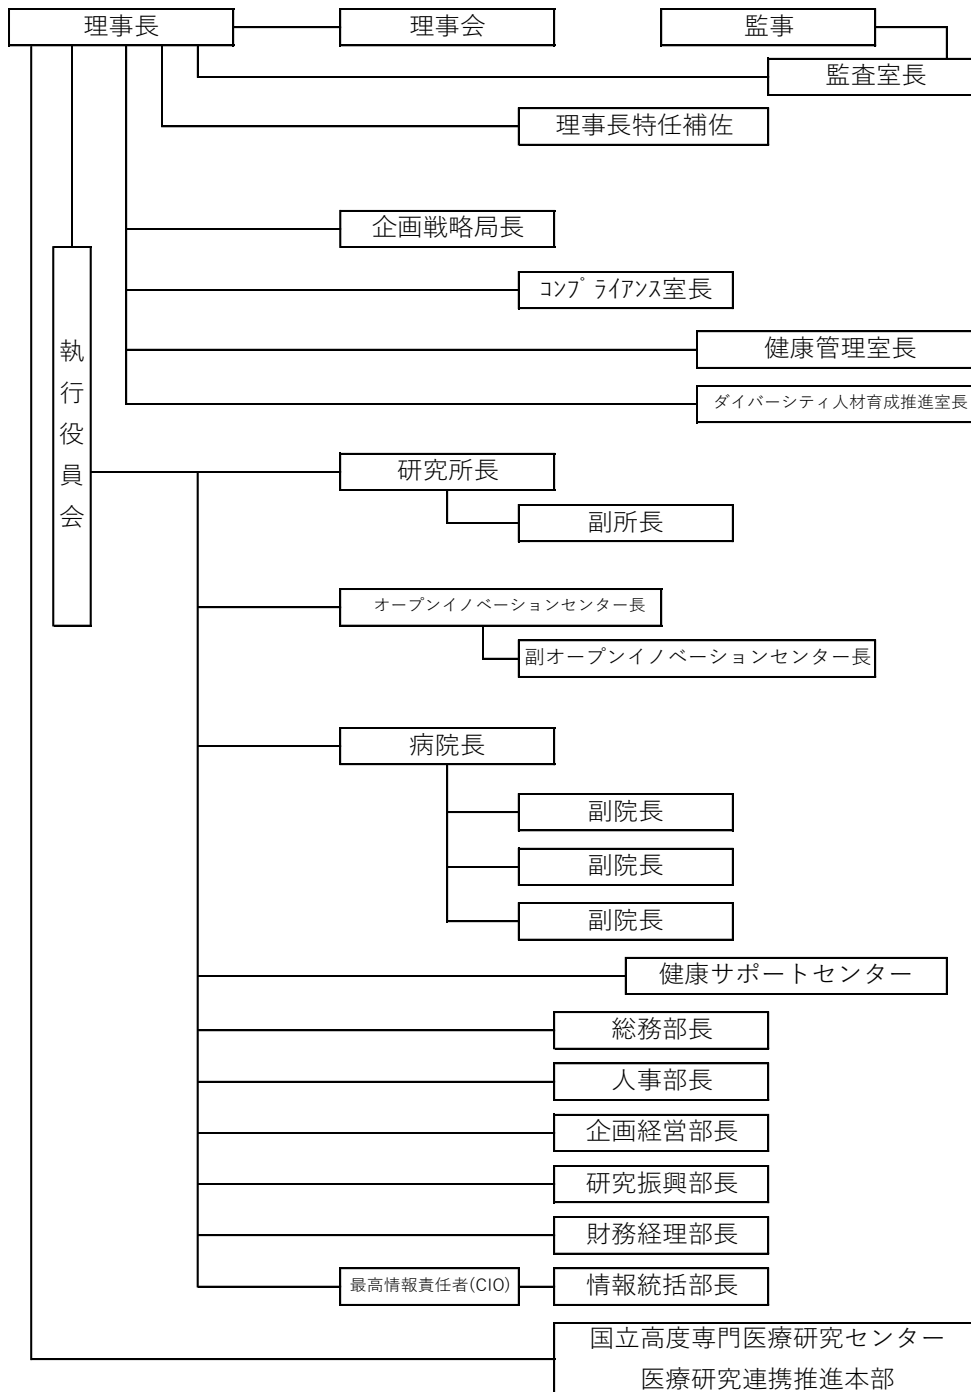 理事長
理事会
監事
監査室長
理事長特任補佐
企画戦略局長
コンプライアンス室長
健康管理室長
ダイバーシティ人材育成推進室長
執行役員会
研究所長
副所長
オープンイノベーションセンター長
副オープンイノベーションセンター長
病院長
副院長
副院長
副院長
健康サポートセンター
総務部長
人事部長
企画経営部長
研究振興部長
財務経理部長
最高情報責任者(CIO)
情報統括部長
国立高度専門医療研究センター
医療研究連携推進本部